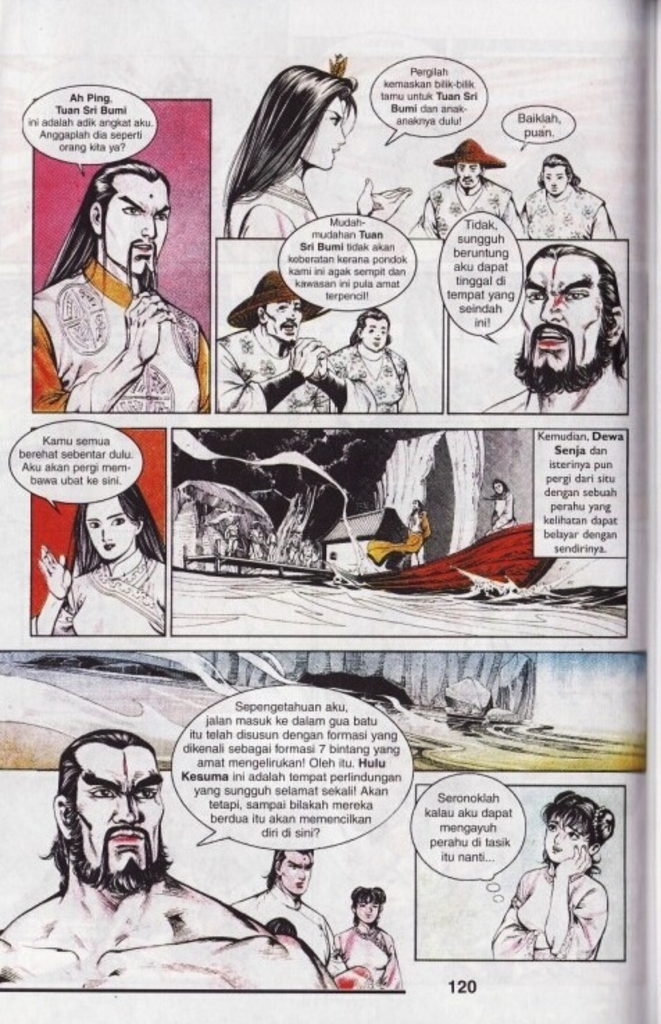 Ah Ping,
Tuan Sri Bumi
ini adalah adik angkat aku.
Anggaplah dia seperti
orang kita ya?
Pergilah
kemaskan bilik-bilik
tamu untuk Tuan Sri
Bumi dan anak-
anaknya dulu!
Baiklah,
puan.
Mudah-
mudahan Tuan
Sri Bumi tidak akan
keberatan kerana pondok
kami ini agak sempit dan
kawasan ini pula amat
terpencil!
Tidak,
sungguh
beruntung
aku dapat
tinggal di
tempat yang
seindah
ini!
Kamu semua
berehat sebentar dulu.
Aku akan pergi mem-
bawa ubat ke sini.
Kemudian, Dewa
Senja dan
isterinya pun
pergi dari situ
dengan sebuah
perahu yang
kelihatan dapat
belayar dengan
sendirinya.
Sepengetahuan aku,
jalan masuk ke dalam gua batu
itu telah disusun dengan formasi yang
dikenali sebagai formasi 7 bintang yang
amat mengelirukan! Oleh itu, Hulu
Kesuma ini adalah tempat perlindungan
yang sungguh selamat sekali! Akan
tetapi, sampai bilakah mereka
berdua itu akan memencilkan
diri di sini?
Seronoklah
kalau aku dapat
mengayuh
perahu di tasik
itu nanti...
120